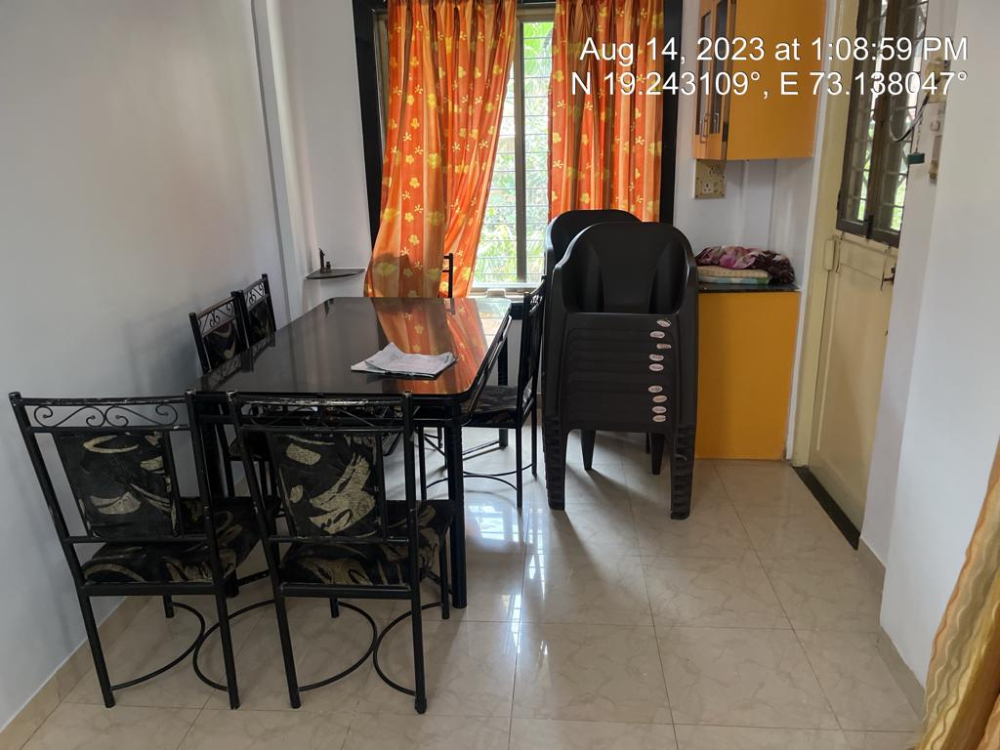 Aug 14, 2023 at 1:08:59 PM
N 19.243109°, E 73.138047°